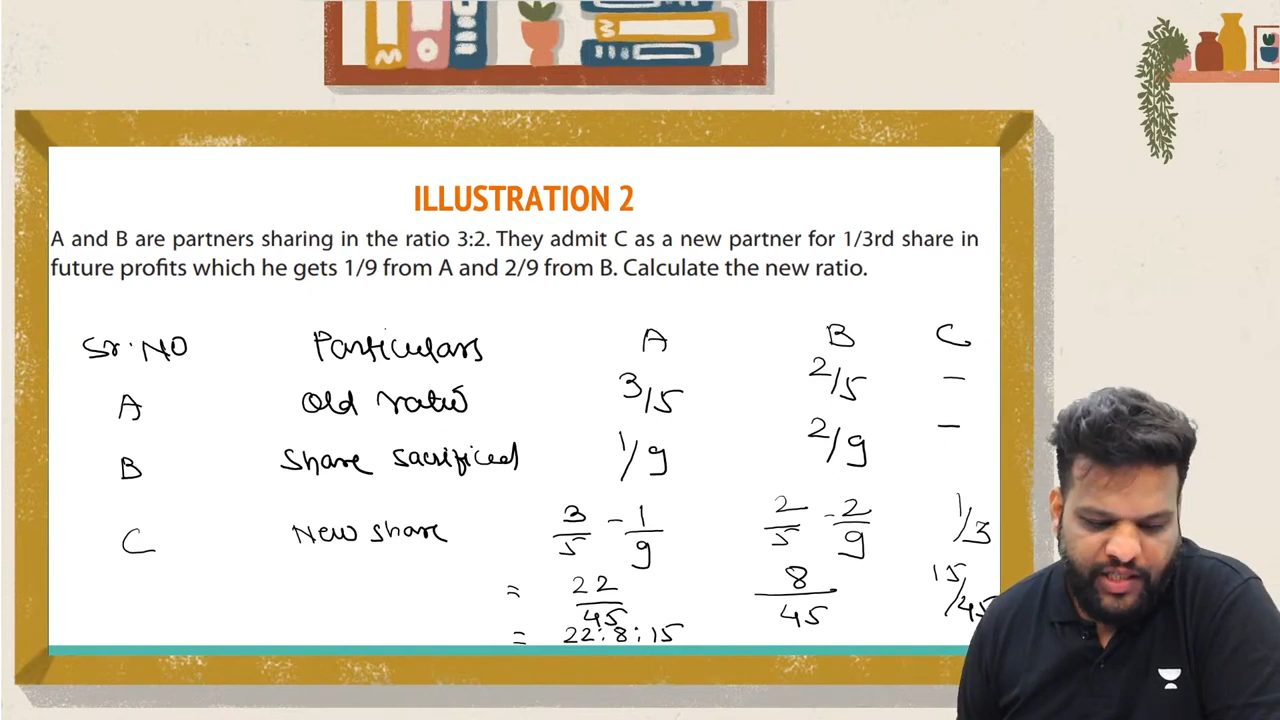 ILLUSTRATION 2
A and B are partners sharing in the ratio 3:2. They admit C as a new partner for 1/3rd share in
future profits which he gets 1/9 from A and 2/9 from B. Calculate the new ratio.
Sr. NO Particulars A B C
A Old ratio 3/5 2/5 -
B Share sacrificed 1/9 2/9 -
C New share 3/5 - 1/9 2/5 - 2/9 1/3
= 22/45 8/45 15/45
= 22:8:15